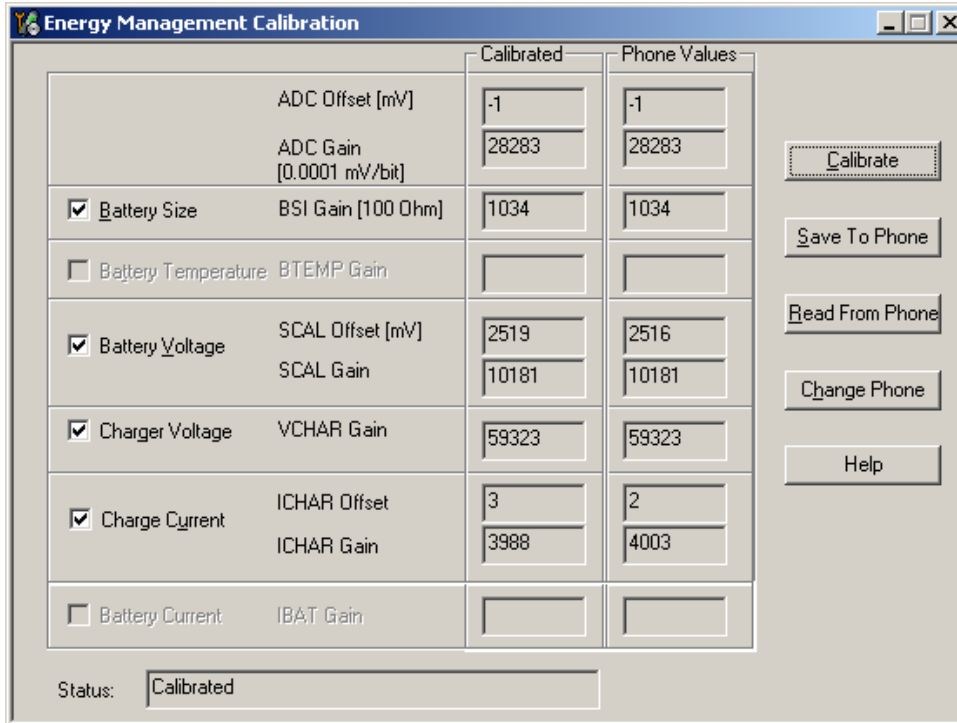 Energy Management Calibration
Calibrated Phone Values
ADC Offset [mV] -1 -1
ADC Gain 28283 28283
[0.0001 mV/bit]
Calibrate
Battery Size BSI Gain [100 Ohm] 1034 1034
Save To Phone
Battery Temperature BTEMP Gain
Read From Phone
Battery Voltage SCAL Offset [mV] 2519 2516
SCAL Gain 10181 10181
Change Phone
Charger Voltage VCHAR Gain 59323 59323
Help
Charge Current ICHAR Offset 3 2
ICHAR Gain 3988 4003
Battery Current IBAT Gain
Status: Calibrated